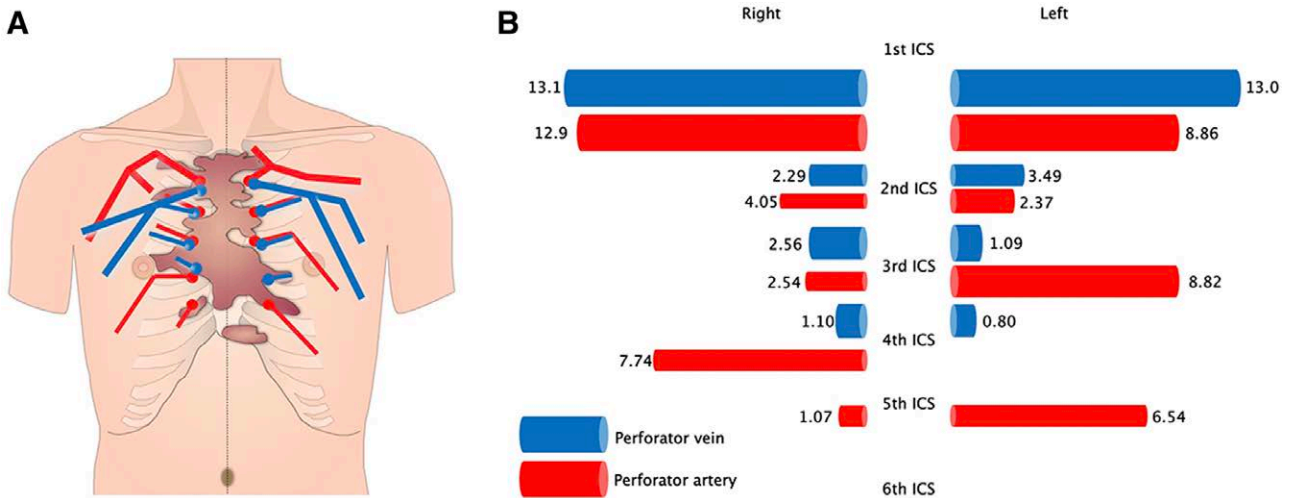 A
B
Right
Left
1st ICS
13.1
13.0
12.9
8.86
2.29
2nd ICS
3.49
4.05
2.37
2.56
1.09
3rd ICS
2.54
8.82
1.10
0.80
4th ICS
7.74
5th ICS
1.07
6.54
Perforator vein
Perforator artery
6th ICS